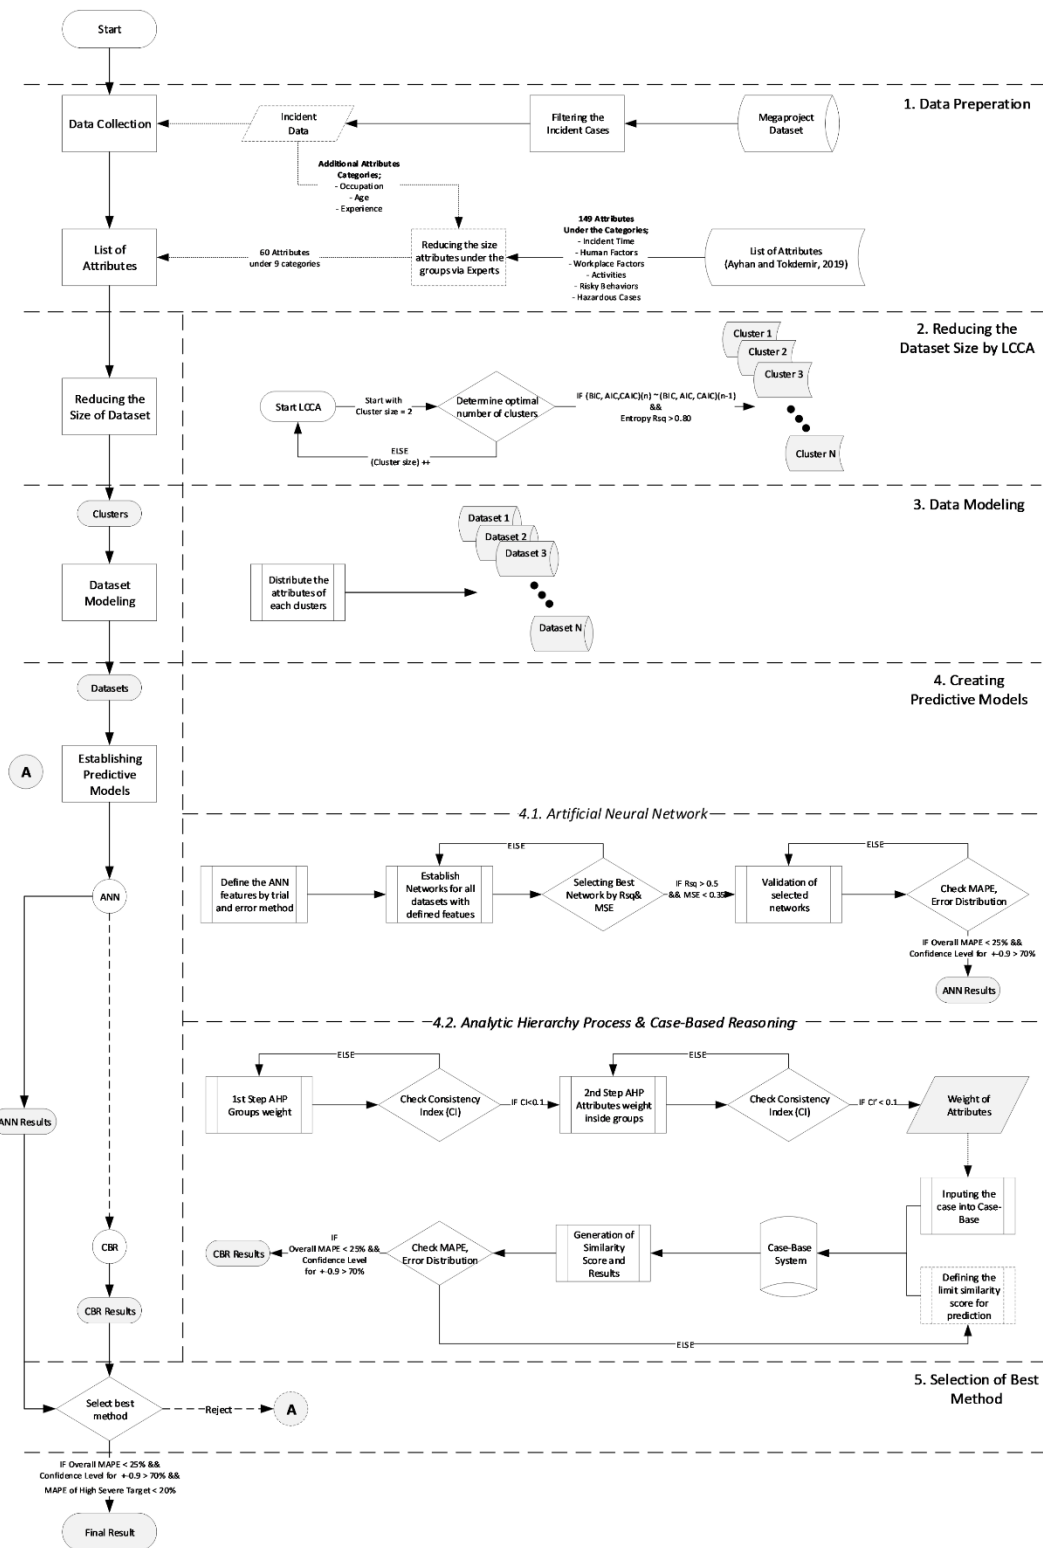 Start
1. Data Preperation
Data Collection
Incident
Data
Filtering the
Incident Cases
Megaproject
Dataset
Additional Attributes
Categories;
- Occupation
- Age
- Experience
List of
Attributes
60 Attributes
under 9 categories
Reducing the size
attributes under the
groups via Experts
149 Attributes
Under the Categories;
- Incident Time
- Human Factors
- Workplace Factors
- Activities
- Risky Behaviors
- Hazardous Cases
List of Attributes
(Ayhan and Tokdemir, 2019)
2. Reducing the
Dataset Size by LCCA
Reducing the
Size of Dataset
Start LCCA
Start with
Cluster size = 2
Determine optimal
number of clusters
IF (BIC, AIC,CAIC)(n) ~ (BIC, AIC, CAIC)(n-1)
&&
Entropy Rsq > 0.80
ELSE
(Cluster size) ++
Cluster 1
Cluster 2
Cluster 3
Cluster N
3. Data Modeling
Clusters
Dataset
Modeling
Distribute the
attributes of
each clusters
Dataset 1
Dataset 2
Dataset 3
Dataset N
4. Creating
Predictive Models
Datasets
A
Establishing
Predictive
Models
4.1. Artificial Neural Network
ANN
Define the ANN
features by trial
and error method
Establish
Networks for all
datasets with
defined featues
ELSE
Selecting Best
Network by Rsq&
MSE
IF Rsq > 0.5
&& MSE < 0.35
Validation of
selected
networks
ELSE
Check MAPE,
Error Distribution
IF Overall MAPE < 25% &&
Confidence Level for +-0.9 > 70%
ANN Results
4.2. Analytic Hierarchy Process & Case-Based Reasoning
1st Step AHP
Groups weight
ELSE
Check Consistency
Index (CI)
IF CI<0.1
2nd Step AHP
Attributes weight
inside groups
ELSE
Check Consistency
Index (CI)
IF CI' < 0.1
Weight of
Attributes
ANN Results
Inputing the
case into Case-
Base
CBR
CBR Results
IF
Overall MAPE < 25% &&
Confidence Level
for +-0.9 > 70%
Check MAPE,
Error Distribution
Generation of
Similarity
Score and
Results
Case-Base
System
Defining the
limit similarity
score for
prediction
ELSE
CBR Results
5. Selection of Best
Method
Select best
method
Reject
A
IF Overall MAPE < 25% &&
Confidence Level for +-0.9 > 70% &&
MAPE of High Severe Target < 20%
Final Result